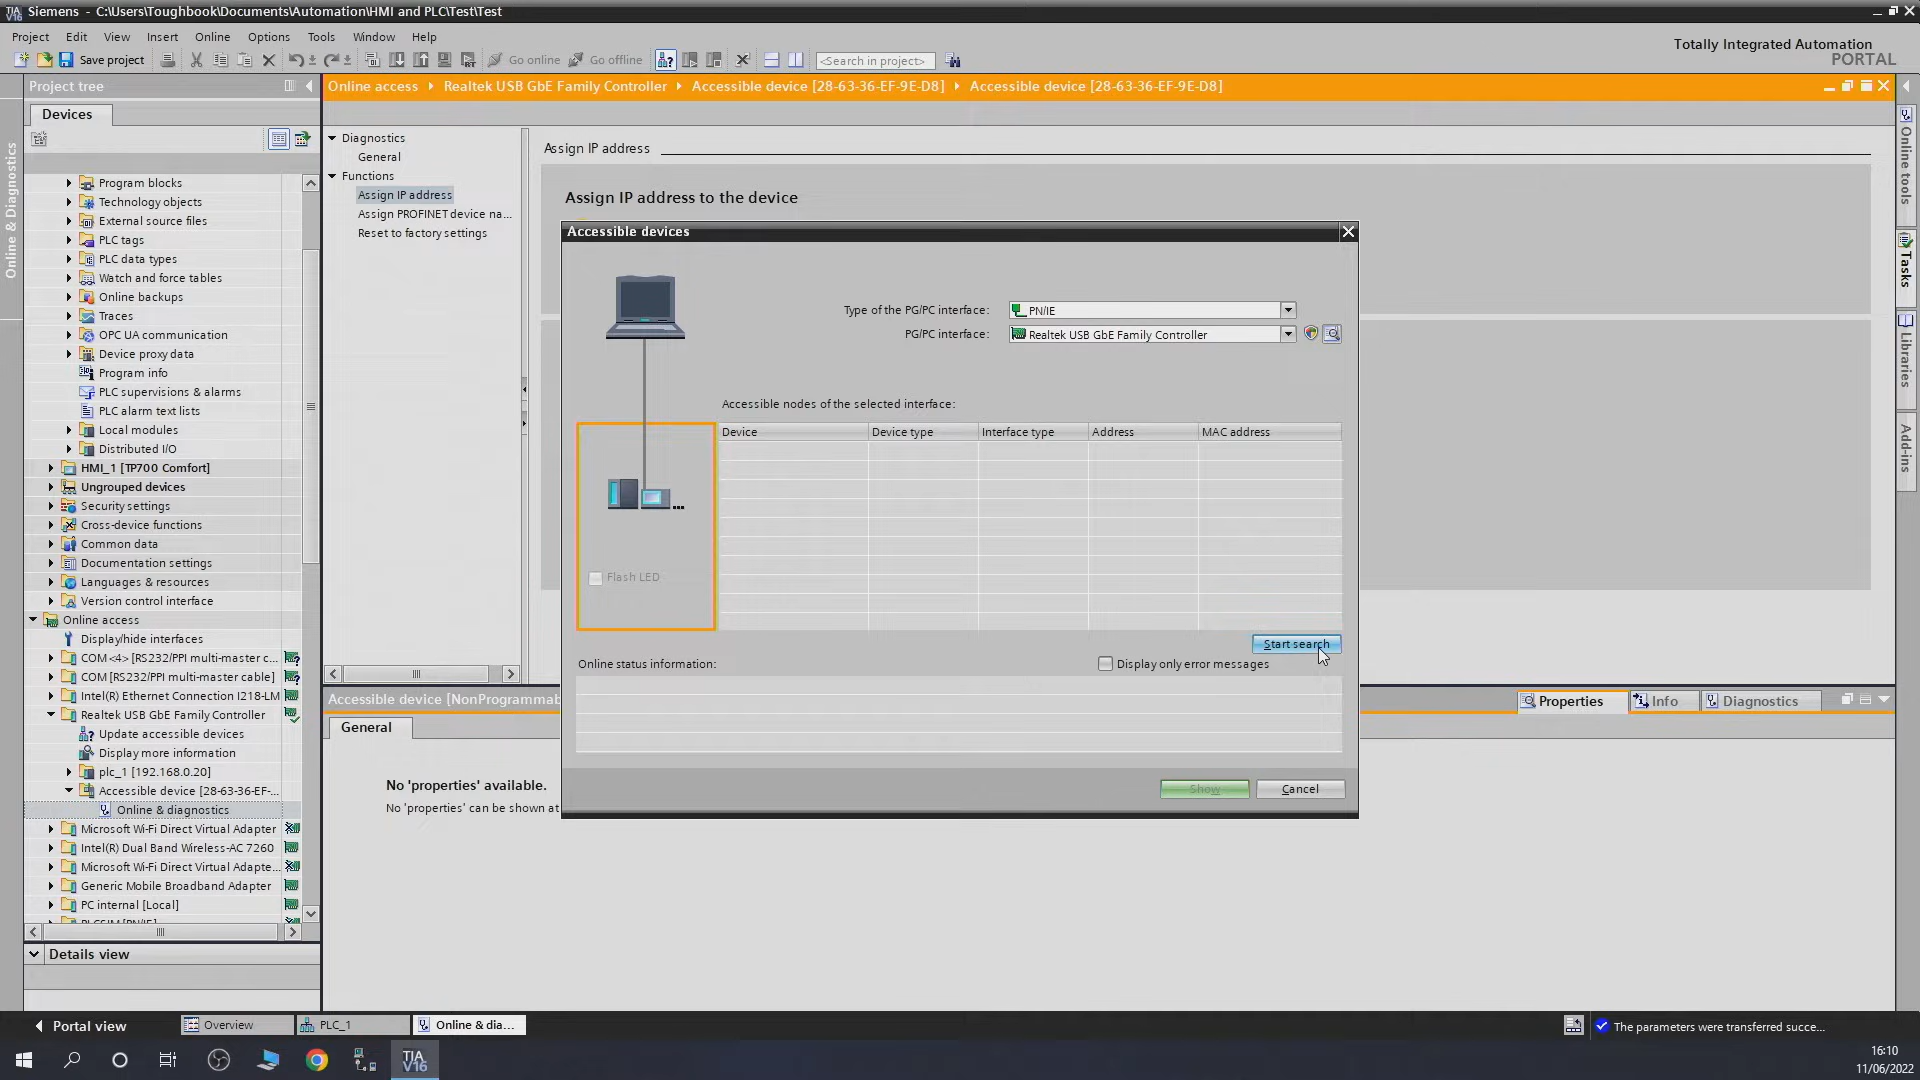 Siemens - C:\Users\Toughbook\Documents\Automation\HMI and PLC\Test\Test
Project Edit View Insert Online Options Tools Window Help
Totally Integrated Automation
PORTAL
Save project
Go online
Go offline
<Search in project>
Project tree
Devices
Online access
Realtek USB GbE Family Controller
Accessible device [28-63-36-EF-9E-D8]
Accessible device [28-63-36-EF-9E-D8]
Online & Diagnostics
Program blocks
Technology objects
External source files
PLC tags
PLC data types
Watch and force tables
Online backups
Traces
OPC UA communication
Device proxy data
Program info
PLC supervisions & alarms
PLC alarm text lists
Local modules
Distributed I/O
HMI_1 [TP700 Comfort]
Ungrouped devices
Security settings
Cross-device functions
Common data
Documentation settings
Languages & resources
Version control interface
Online access
Display/hide interfaces
COM <4> [RS232/PPI multi-master c...
COM [RS232/PPI multi-master cable]
Intel(R) Ethernet Connection I218-LM
Realtek USB GbE Family Controller
Update accessible devices
Display more information
plc_1 [192.168.0.20]
Accessible device [28-63-36-EF-...
Online & diagnostics
Microsoft Wi-Fi Direct Virtual Adapter
Intel(R) Dual Band Wireless-AC 7260
Microsoft Wi-Fi Direct Virtual Adapte...
Generic Mobile Broadband Adapter
PC internal [Local]
PLCSIM [PN/IE]
Details view
Diagnostics
General
Functions
Assign IP address
Assign PROFINET device na...
Reset to factory settings
Assign IP address
Assign IP address to the device
Accessible devices
Type of the PG/PC interface: PN/IE
PG/PC interface: Realtek USB GbE Family Controller
Accessible nodes of the selected interface:
Device Device type Interface type Address MAC address
Flash LED
Start search
Online status information:
Display only error messages
Show
Cancel
Accessible device [NonProgrammab
General
No 'properties' available.
No 'properties' can be shown at
Properties
Info
Diagnostics
Online tools
Tasks
Libraries
Add-ins
Portal view
Overview
PLC_1
Online & dia...
The parameters were transferred succe...
TIA
V16
16:10
11/06/2022